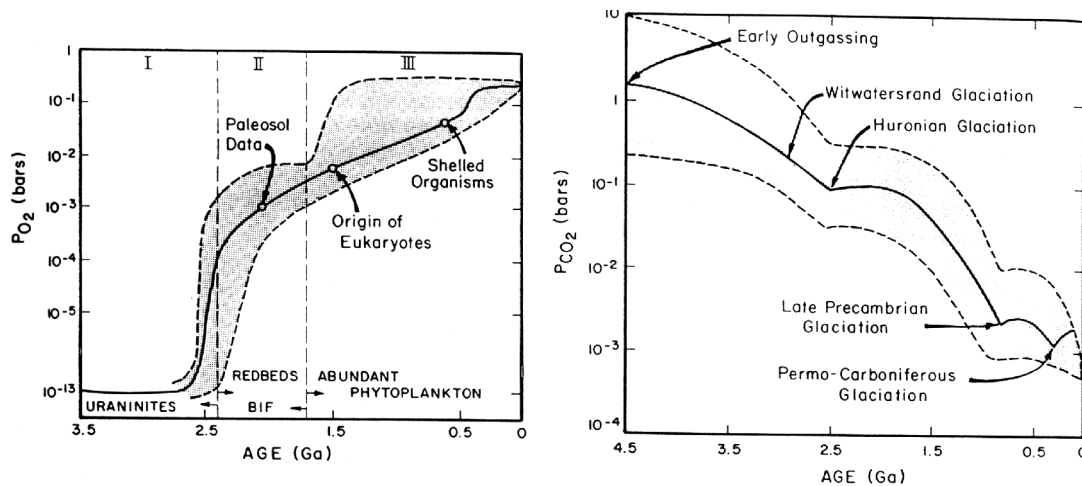 I II III
1
10-1
10-2
10-3
10-4
10-5
10-13
PO2 (bars)
Paleosol
Data
Shelled
Organisms
Origin of
Eukaryotes
REDBEDS
ABUNDANT
PHYTOPLANKTON
URANINITES
BIF
3.5 2.5 1.5 0.5 0
AGE (Ga)
10
1
10-1
10-2
10-3
10-4
PCO2 (bars)
Early Outgassing
Witwatersrand Glaciation
Huronian Glaciation
Late Precambrian
Glaciation
Permo-Carboniferous
Glaciation
4.5 3.5 2.5 1.5 0.5 0
AGE (Ga)